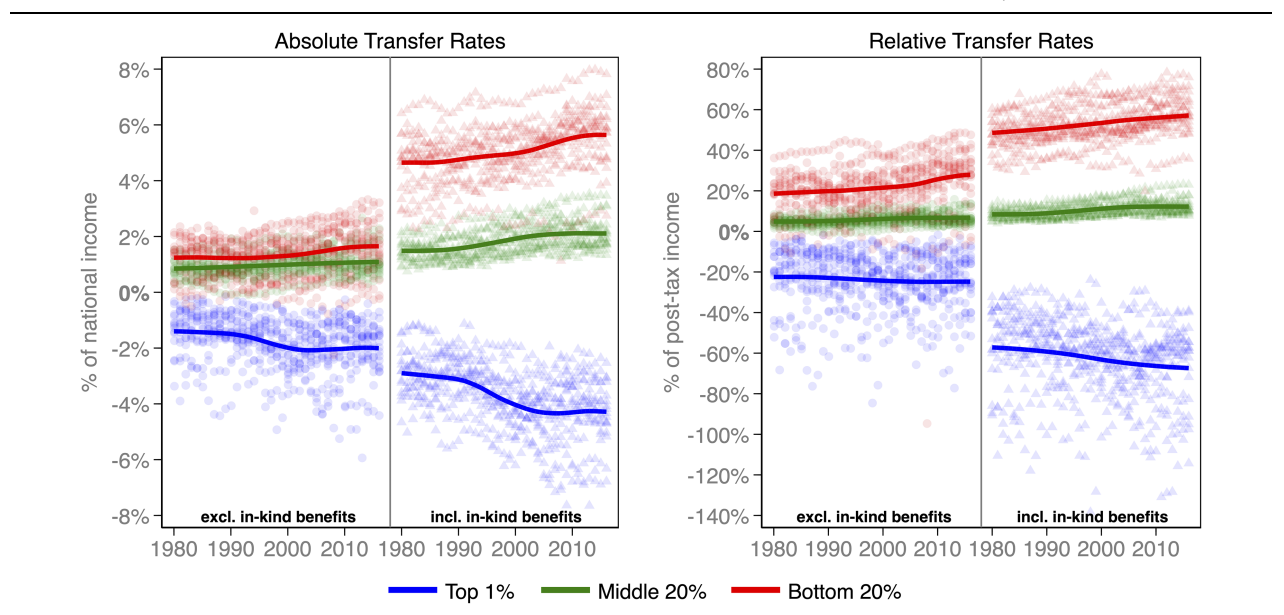 Absolute Transfer Rates
% of national income
8%
6%
4%
2%
0%
-2%
-4%
-6%
-8%
excl. in-kind benefits
incl. in-kind benefits
1980 1990 2000 2010 1980 1990 2000 2010
Relative Transfer Rates
% of post-tax income
80%
60%
40%
20%
0%
-20%
-40%
-60%
-80%
-100%
-120%
-140%
excl. in-kind benefits
incl. in-kind benefits
1980 1990 2000 2010 1980 1990 2000 2010
Top 1% Middle 20% Bottom 20%